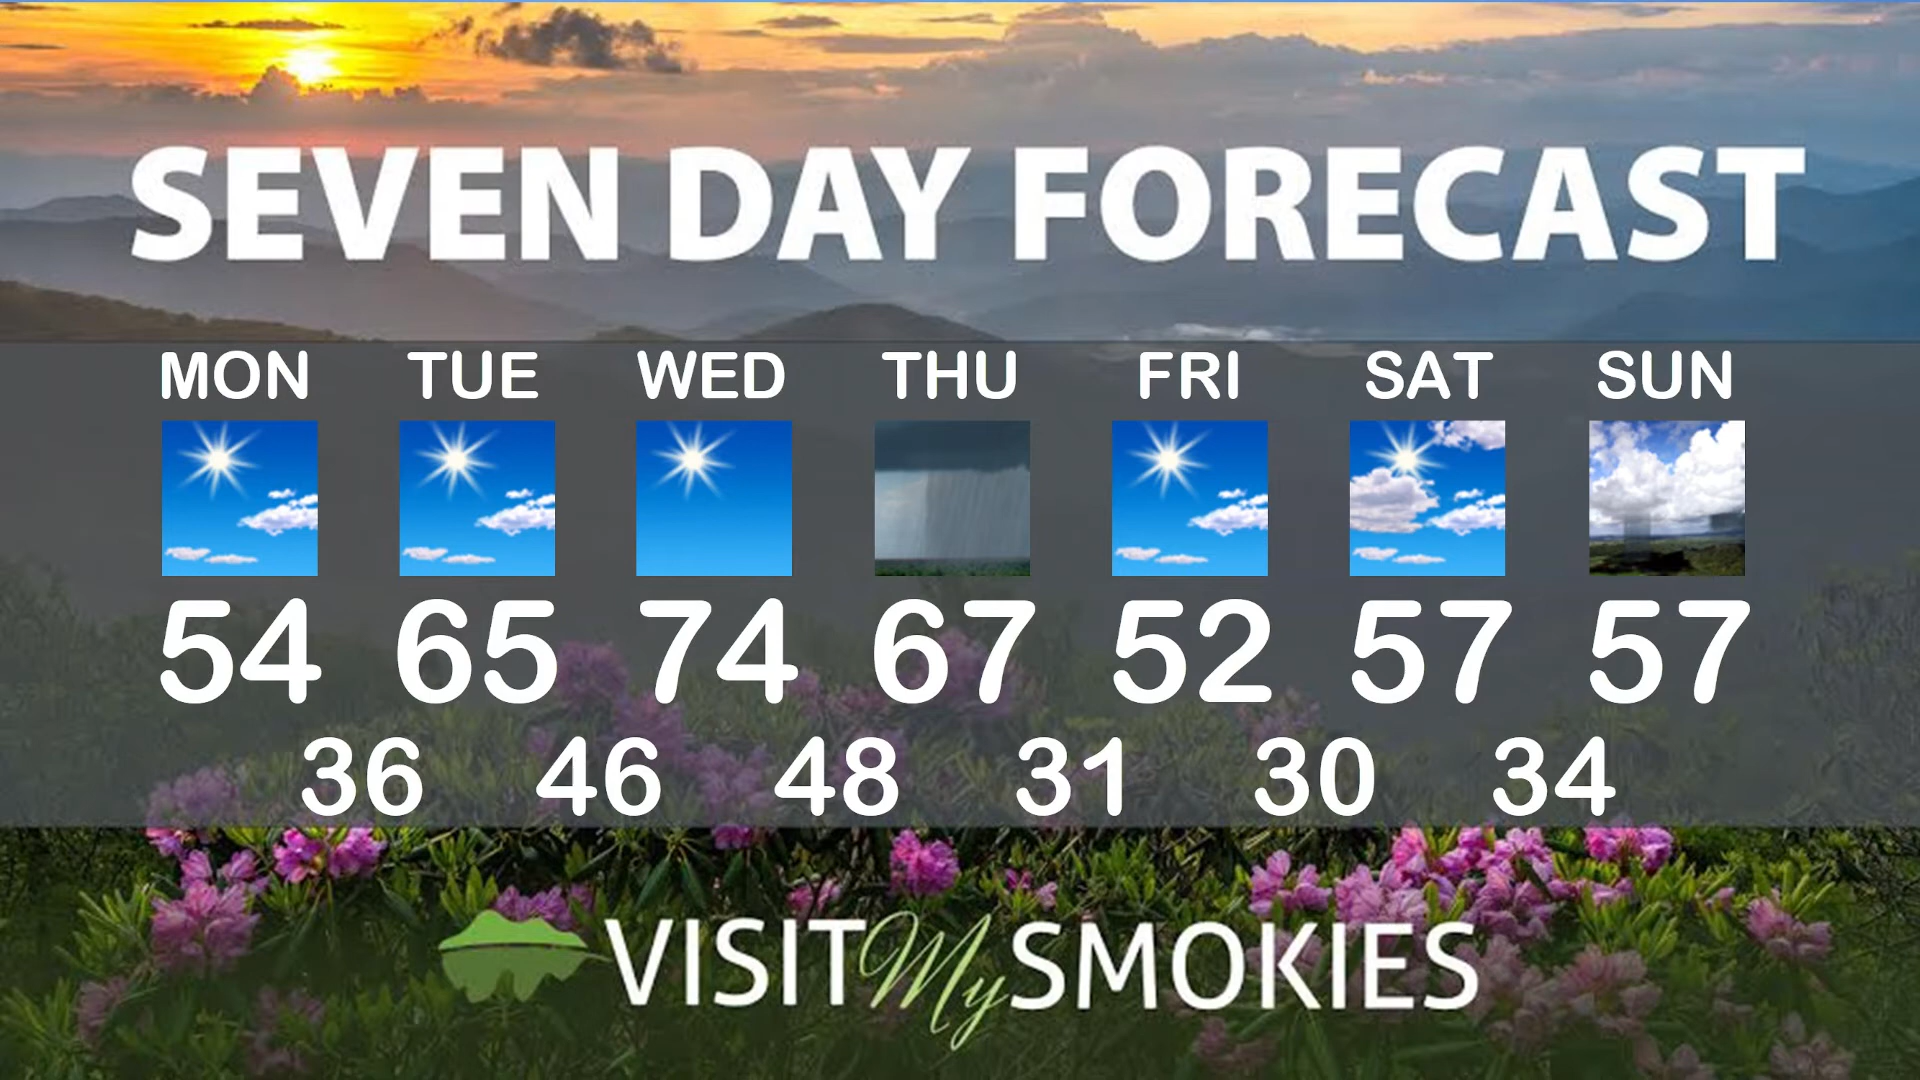 SEVEN DAY FORECAST
MON TUE WED THU FRI SAT SUN
54 65 74 67 52 57 57
36 46 48 31 30 34
VISIT My SMOKIES